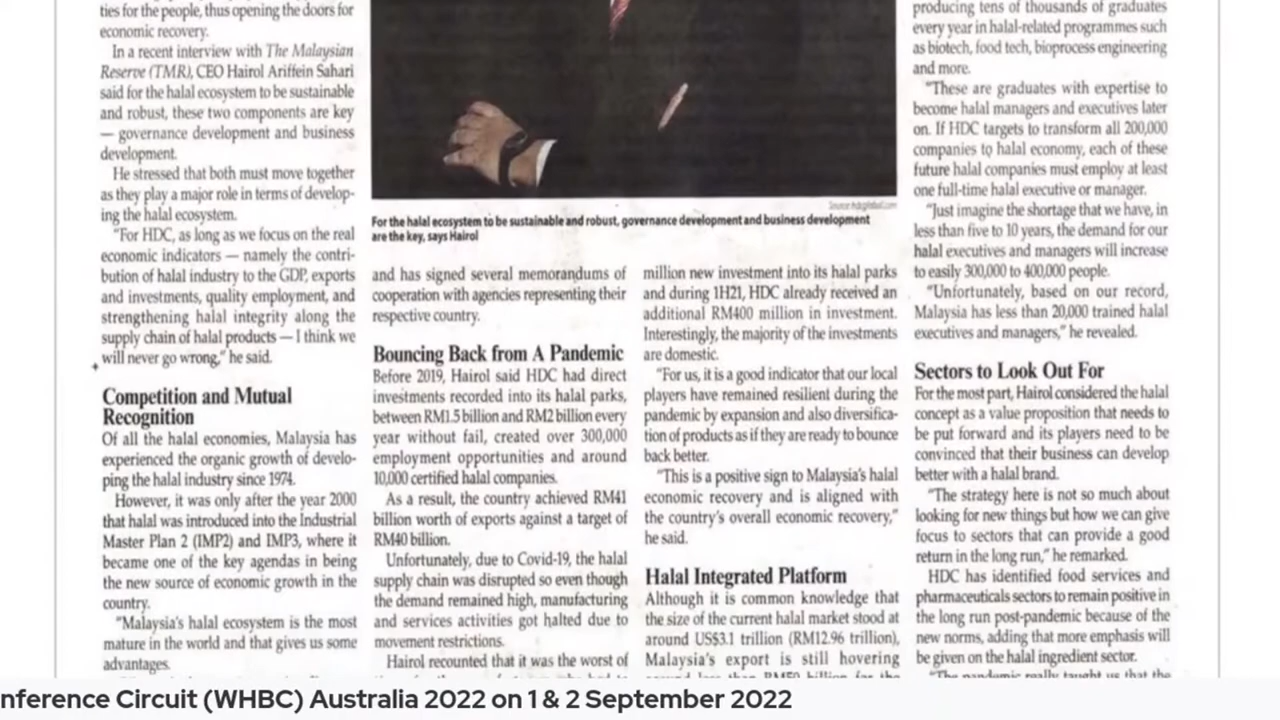 ties for the people, thus opening the doors for
economic recovery.
In a recent interview with The Malaysian
Reserve (TMR), CEO Hairol Ariffein Sahari
said for the halal ecosystem to be sustainable
and robust, these two components are key
— governance development and business
development.
He stressed that both must move together
as they play a major role in terms of develop-
ing the halal ecosystem.
"For HDC, as long as we focus on the real
economic indicators — namely the contri-
bution of halal industry to the GDP, exports
and investments, quality employment, and
strengthening halal integrity along the
supply chain of halal products — I think we
will never go wrong," he said.
Competition and Mutual
Recognition
Of all the halal economies, Malaysia has
experienced the organic growth of develo-
ping the halal industry since 1974.
However, it was only after the year 2000
that halal was introduced into the Industrial
Master Plan 2 (IMP2) and IMP3, where it
became one of the key agendas in being
the new source of economic growth in the
country.
"Malaysia's halal ecosystem is the most
mature in the world and that gives us some
advantages.
For the halal ecosystem to be sustainable and robust, governance development and business development
are the key, says Hairol
and has signed several memorandums of
cooperation with agencies representing their
respective country.
Bouncing Back from A Pandemic
Before 2019, Hairol said HDC had direct
investments recorded into its halal parks,
between RM1.5 billion and RM2 billion every
year without fail, created over 300,000
employment opportunities and around
10,000 certified halal companies.
As a result, the country achieved RM41
billion worth of exports against a target of
RM40 billion.
Unfortunately, due to Covid-19, the halal
supply chain was disrupted so even though
the demand remained high, manufacturing
and services activities got halted due to
movement restrictions.
Hairol recounted that it was the worst of
million new investment into its halal parks
and during 1H21, HDC already received an
additional RM400 million in investment.
Interestingly, the majority of the investments
are domestic.
"For us, it is a good indicator that our local
players have remained resilient during the
pandemic by expansion and also diversifica-
tion of products as if they are ready to bounce
back better.
"This is a positive sign to Malaysia's halal
economic recovery and is aligned with
the country's overall economic recovery,"
he said.
Halal Integrated Platform
Although it is common knowledge that
the size of the current halal market stood at
around US$3.1 trillion (RM12.96 trillion),
Malaysia's export is still hovering
producing tens of thousands of graduates
every year in halal-related programmes such
as biotech, food tech, bioprocess engineering
and more.
"These are graduates with expertise to
become halal managers and executives later
on. If HDC targets to transform all 200,000
companies to halal economy, each of these
future halal companies must employ at least
one full-time halal executive or manager.
"Just imagine the shortage that we have, in
less than five to 10 years, the demand for our
halal executives and managers will increase
to easily 300,000 to 400,000 people.
"Unfortunately, based on our record,
Malaysia has less than 20,000 trained halal
executives and managers," he revealed.
Sectors to Look Out For
For the most part, Hairol considered the halal
concept as a value proposition that needs to
be put forward and its players need to be
convinced that their business can develop
better with a halal brand.
"The strategy here is not so much about
looking for new things but how we can give
focus to sectors that can provide a good
return in the long run," he remarked.
HDC has identified food services and
pharmaceuticals sectors to remain positive in
the long run post-pandemic because of the
new norms, adding that more emphasis will
be given on the halal ingredient sector.
"The pandemic really taught us that the
nference Circuit (WHBC) Australia 2022 on 1 & 2 September 2022